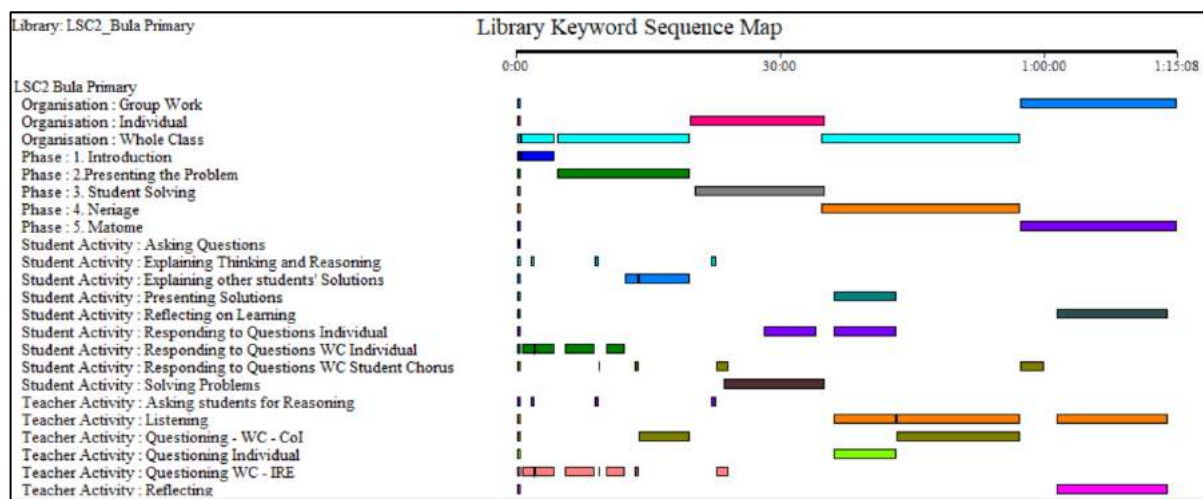 Library: LSC2_Bula Primary
Library Keyword Sequence Map
0:00 30:00 1:00:00 1:15:08
LSC2 Bula Primary
Organisation : Group Work
Organisation : Individual
Organisation : Whole Class
Phase : 1. Introduction
Phase : 2.Presenting the Problem
Phase : 3. Student Solving
Phase : 4. Neriage
Phase : 5. Matome
Student Activity : Asking Questions
Student Activity : Explaining Thinking and Reasoning
Student Activity : Explaining other students' Solutions
Student Activity : Presenting Solutions
Student Activity : Reflecting on Learning
Student Activity : Responding to Questions Individual
Student Activity : Responding to Questions WC Individual
Student Activity : Responding to Questions WC Student Chorus
Student Activity : Solving Problems
Teacher Activity : Asking students for Reasoning
Teacher Activity : Listening
Teacher Activity : Questioning - WC - CoI
Teacher Activity : Questioning Individual
Teacher Activity : Questioning WC - IRE
Teacher Activity : Reflecting